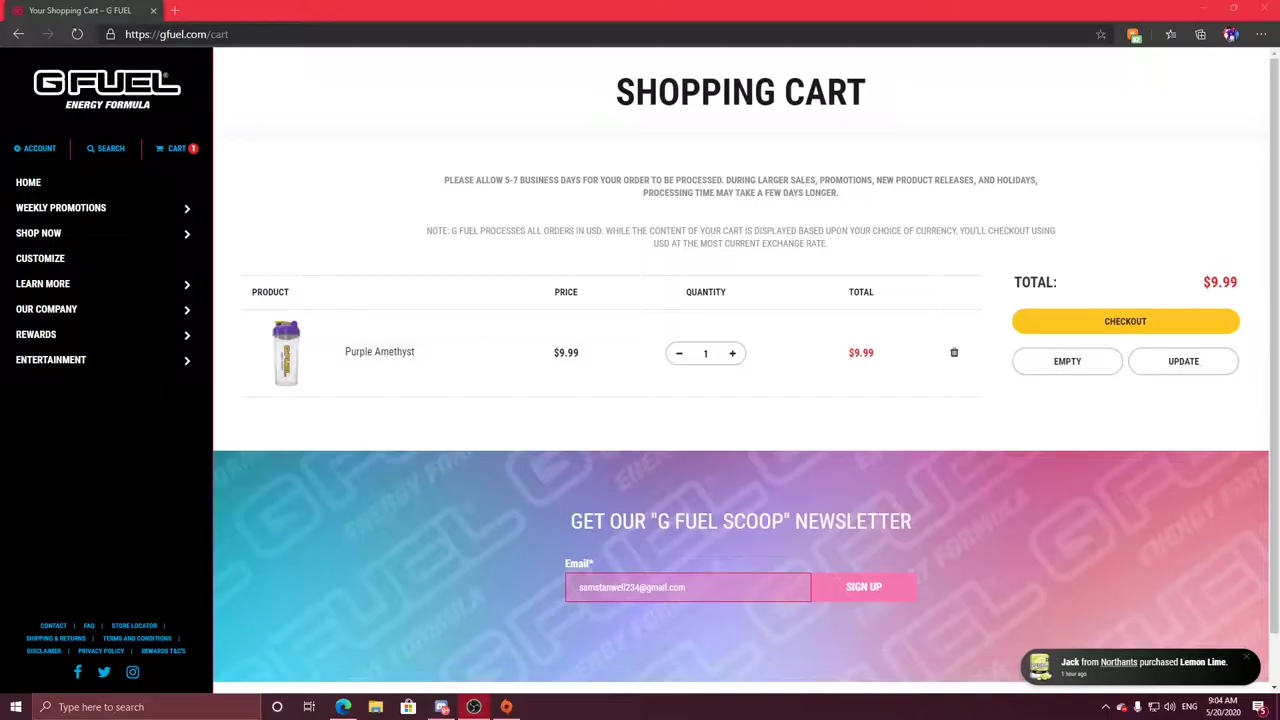 Your Shopping Cart – G FUEL
https://gfuel.com/cart
G FUEL
ENERGY FORMULA
ACCOUNT
SEARCH
CART 1
HOME
WEEKLY PROMOTIONS
SHOP NOW
CUSTOMIZE
LEARN MORE
OUR COMPANY
REWARDS
ENTERTAINMENT
CONTACT | FAQ | STORE LOCATOR |
SHIPPING & RETURNS | TERMS AND CONDITIONS |
DISCLAIMER | PRIVACY POLICY | REWARDS T&C'S
SHOPPING CART
PLEASE ALLOW 5-7 BUSINESS DAYS FOR YOUR ORDER TO BE PROCESSED. DURING LARGER SALES, PROMOTIONS, NEW PRODUCT RELEASES, AND HOLIDAYS,
PROCESSING TIME MAY TAKE A FEW DAYS LONGER.
NOTE: G FUEL PROCESSES ALL ORDERS IN USD. WHILE THE CONTENT OF YOUR CART IS DISPLAYED BASED UPON YOUR CHOICE OF CURRENCY, YOU'LL CHECKOUT USING
USD AT THE MOST CURRENT EXCHANGE RATE.
PRODUCT PRICE QUANTITY TOTAL
Purple Amethyst $9.99 − 1 + $9.99
TOTAL: $9.99
CHECKOUT
EMPTY UPDATE
GET OUR "G FUEL SCOOP" NEWSLETTER
Email*
samstanwell234@gmail.com SIGN UP
Jack from Northants purchased Lemon Lime.
1 hour ago
Type here to search
ENG
9:04 AM
5/20/2020